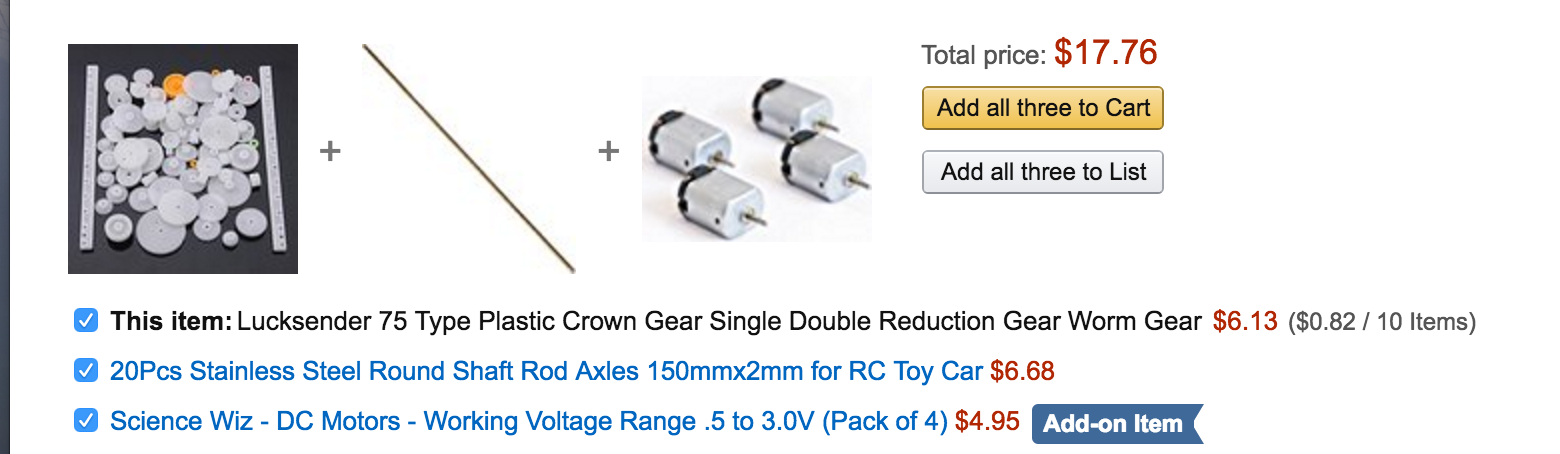 Total price: $17.76
Add all three to Cart
+
+
Add all three to List
This item: Lucksender 75 Type Plastic Crown Gear Single Double Reduction Gear Worm Gear $6.13 ($0.82 / 10 Items)
20Pcs Stainless Steel Round Shaft Rod Axles 150mmx2mm for RC Toy Car $6.68
Science Wiz - DC Motors - Working Voltage Range .5 to 3.0V (Pack of 4) $4.95 Add-on Item